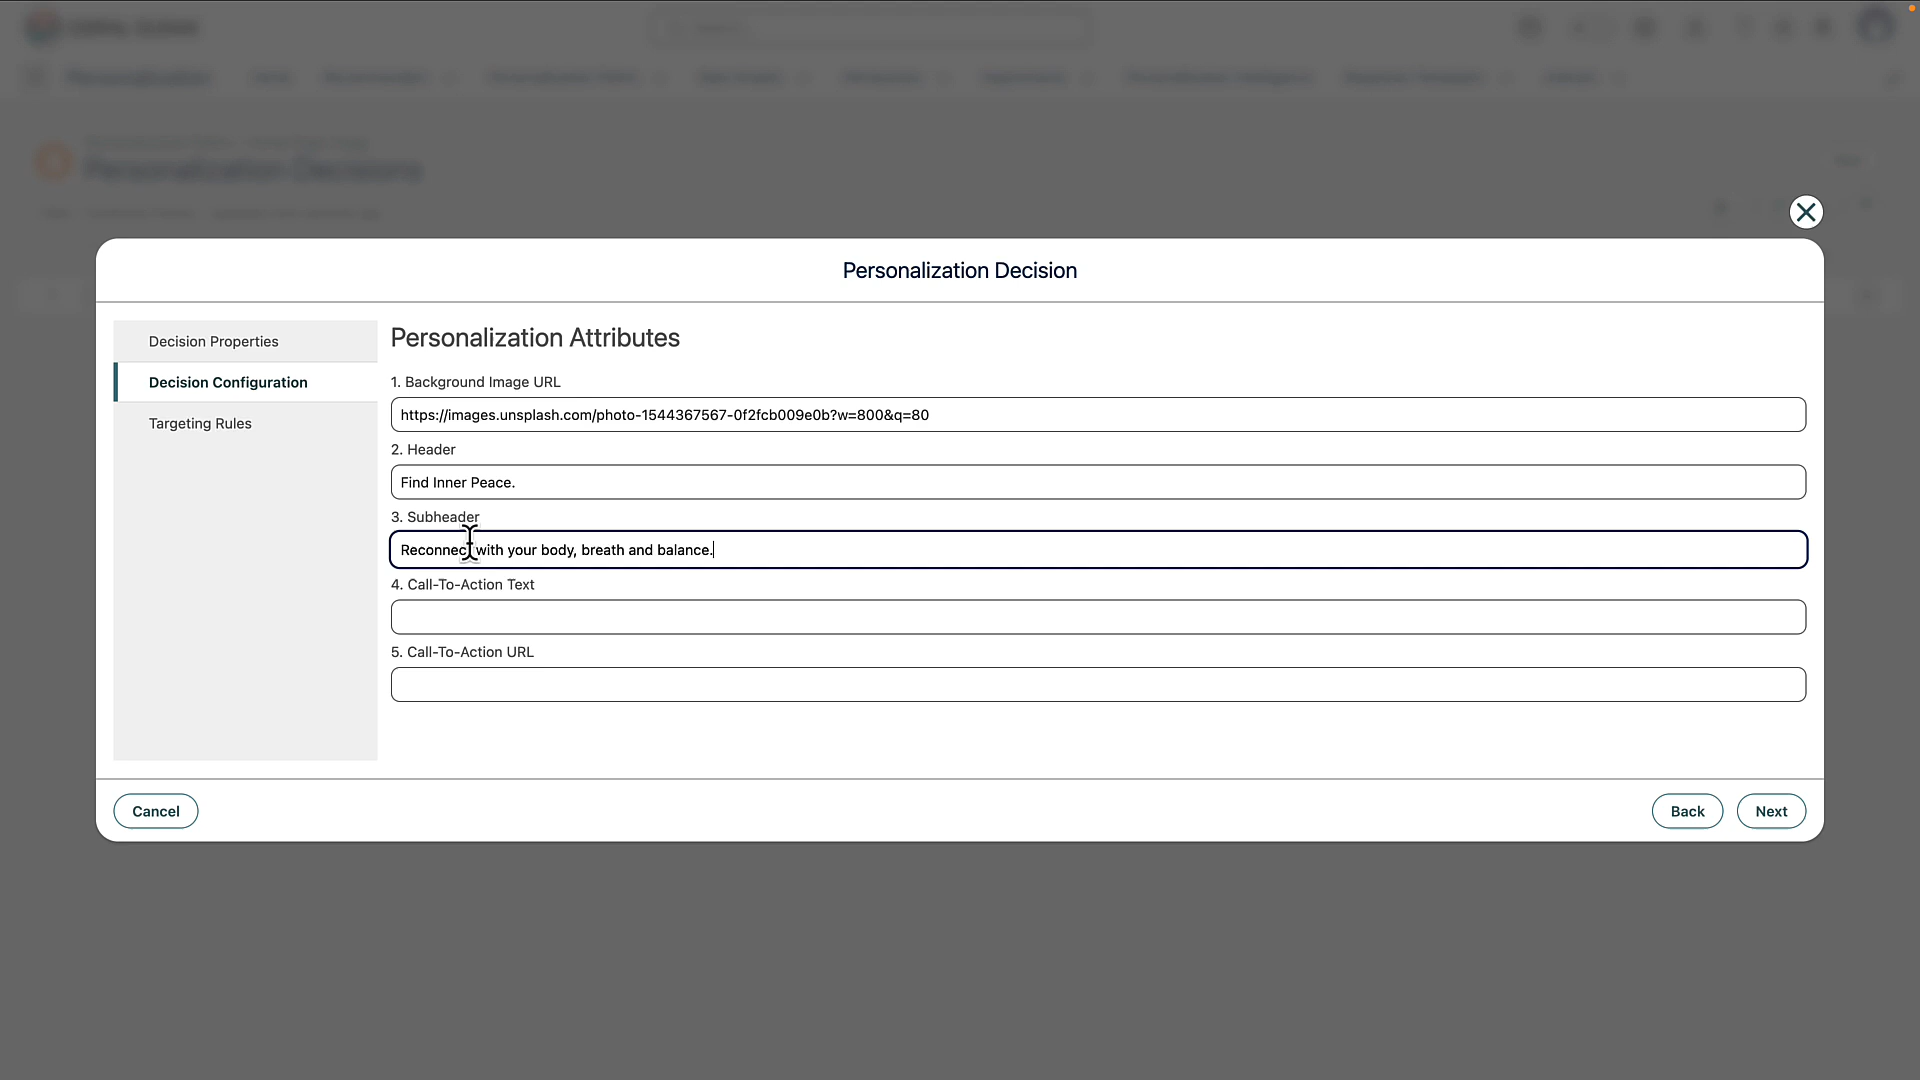 Personalization Decisions
Personalization Decision
Decision Properties
Decision Configuration
Targeting Rules
Personalization Attributes
1. Background Image URL
https://images.unsplash.com/photo-1544367567-0f2fcb009e0b?w=800&q=80
2. Header
Find Inner Peace.
3. Subheader
Reconnect with your body, breath and balance.
4. Call-To-Action Text
5. Call-To-Action URL
Cancel
Back
Next